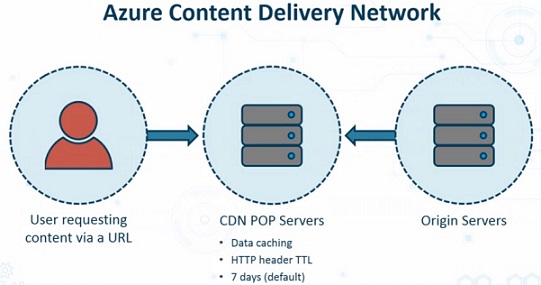 Azure Content Delivery Network
User requesting
content via a URL
CDN POP Servers
• Data caching
• HTTP header TTL
• 7 days (default)
Origin Servers